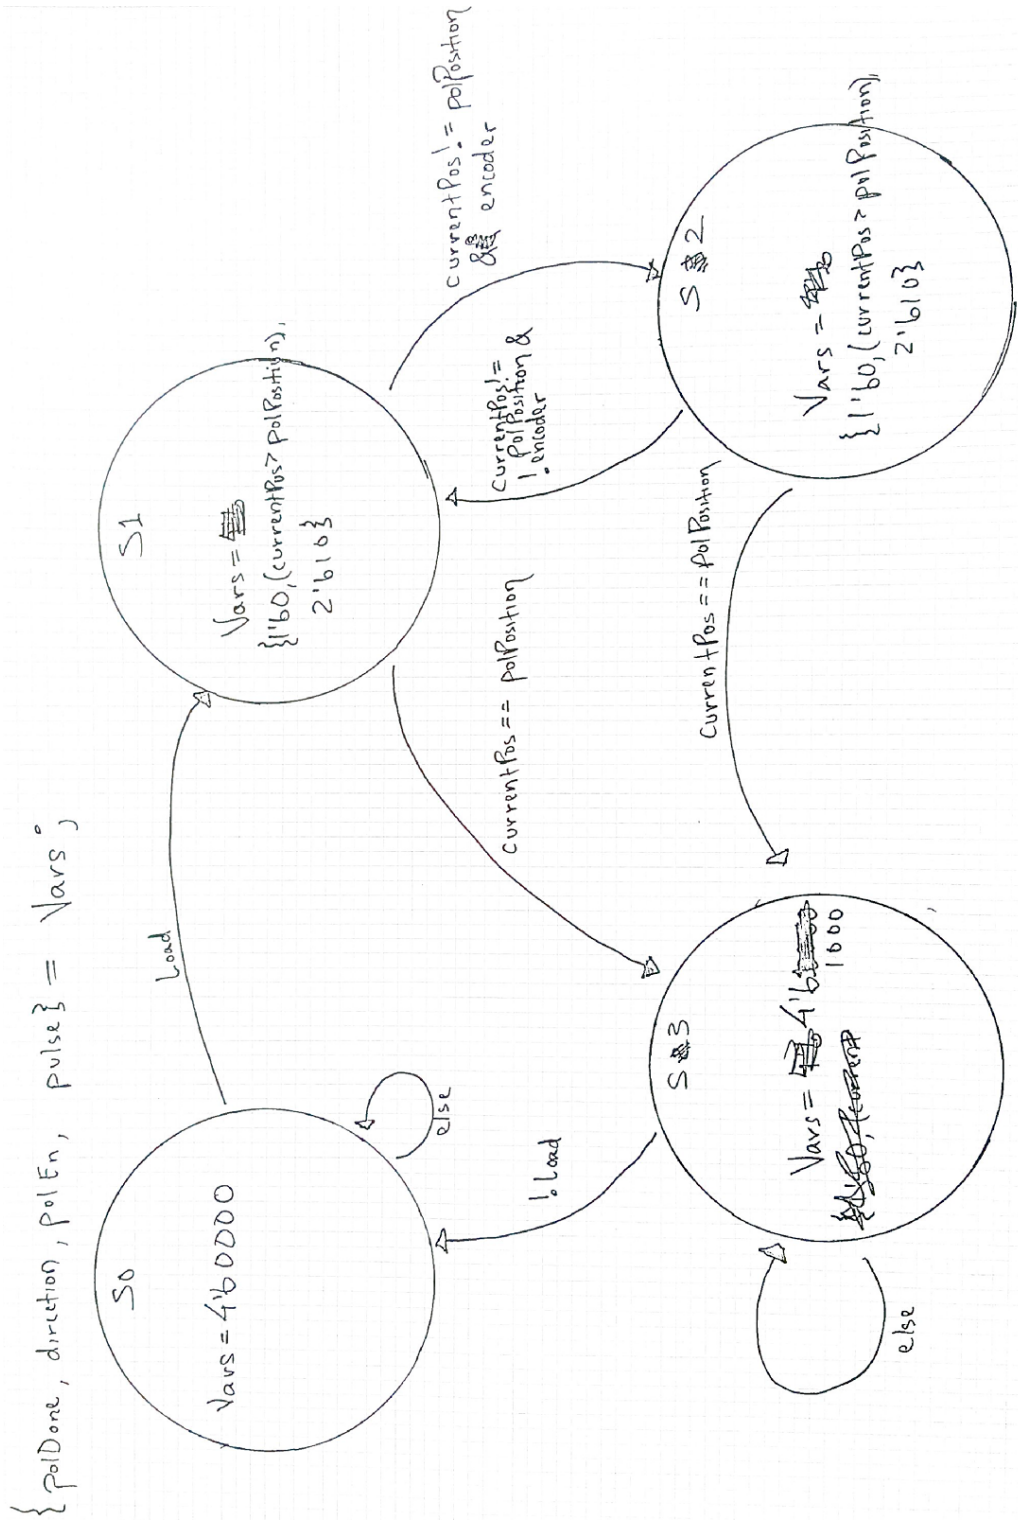 {polDone, direction, polEn, pulse} = Vars;
S0
Vars = 4'b0000
else
Load
S1
Vars =
{1'b0,(currentPos>polPosition),
2'b10}
currentPos!=polPosition
& encoder
currentPos!=
polPosition &
!encoder
S2
Vars =
{1'b0,(currentPos>polPosition),
2'b10}
currentPos==polPosition
currentPos==polPosition
S3
Vars = 4'b
1000
!Load
else